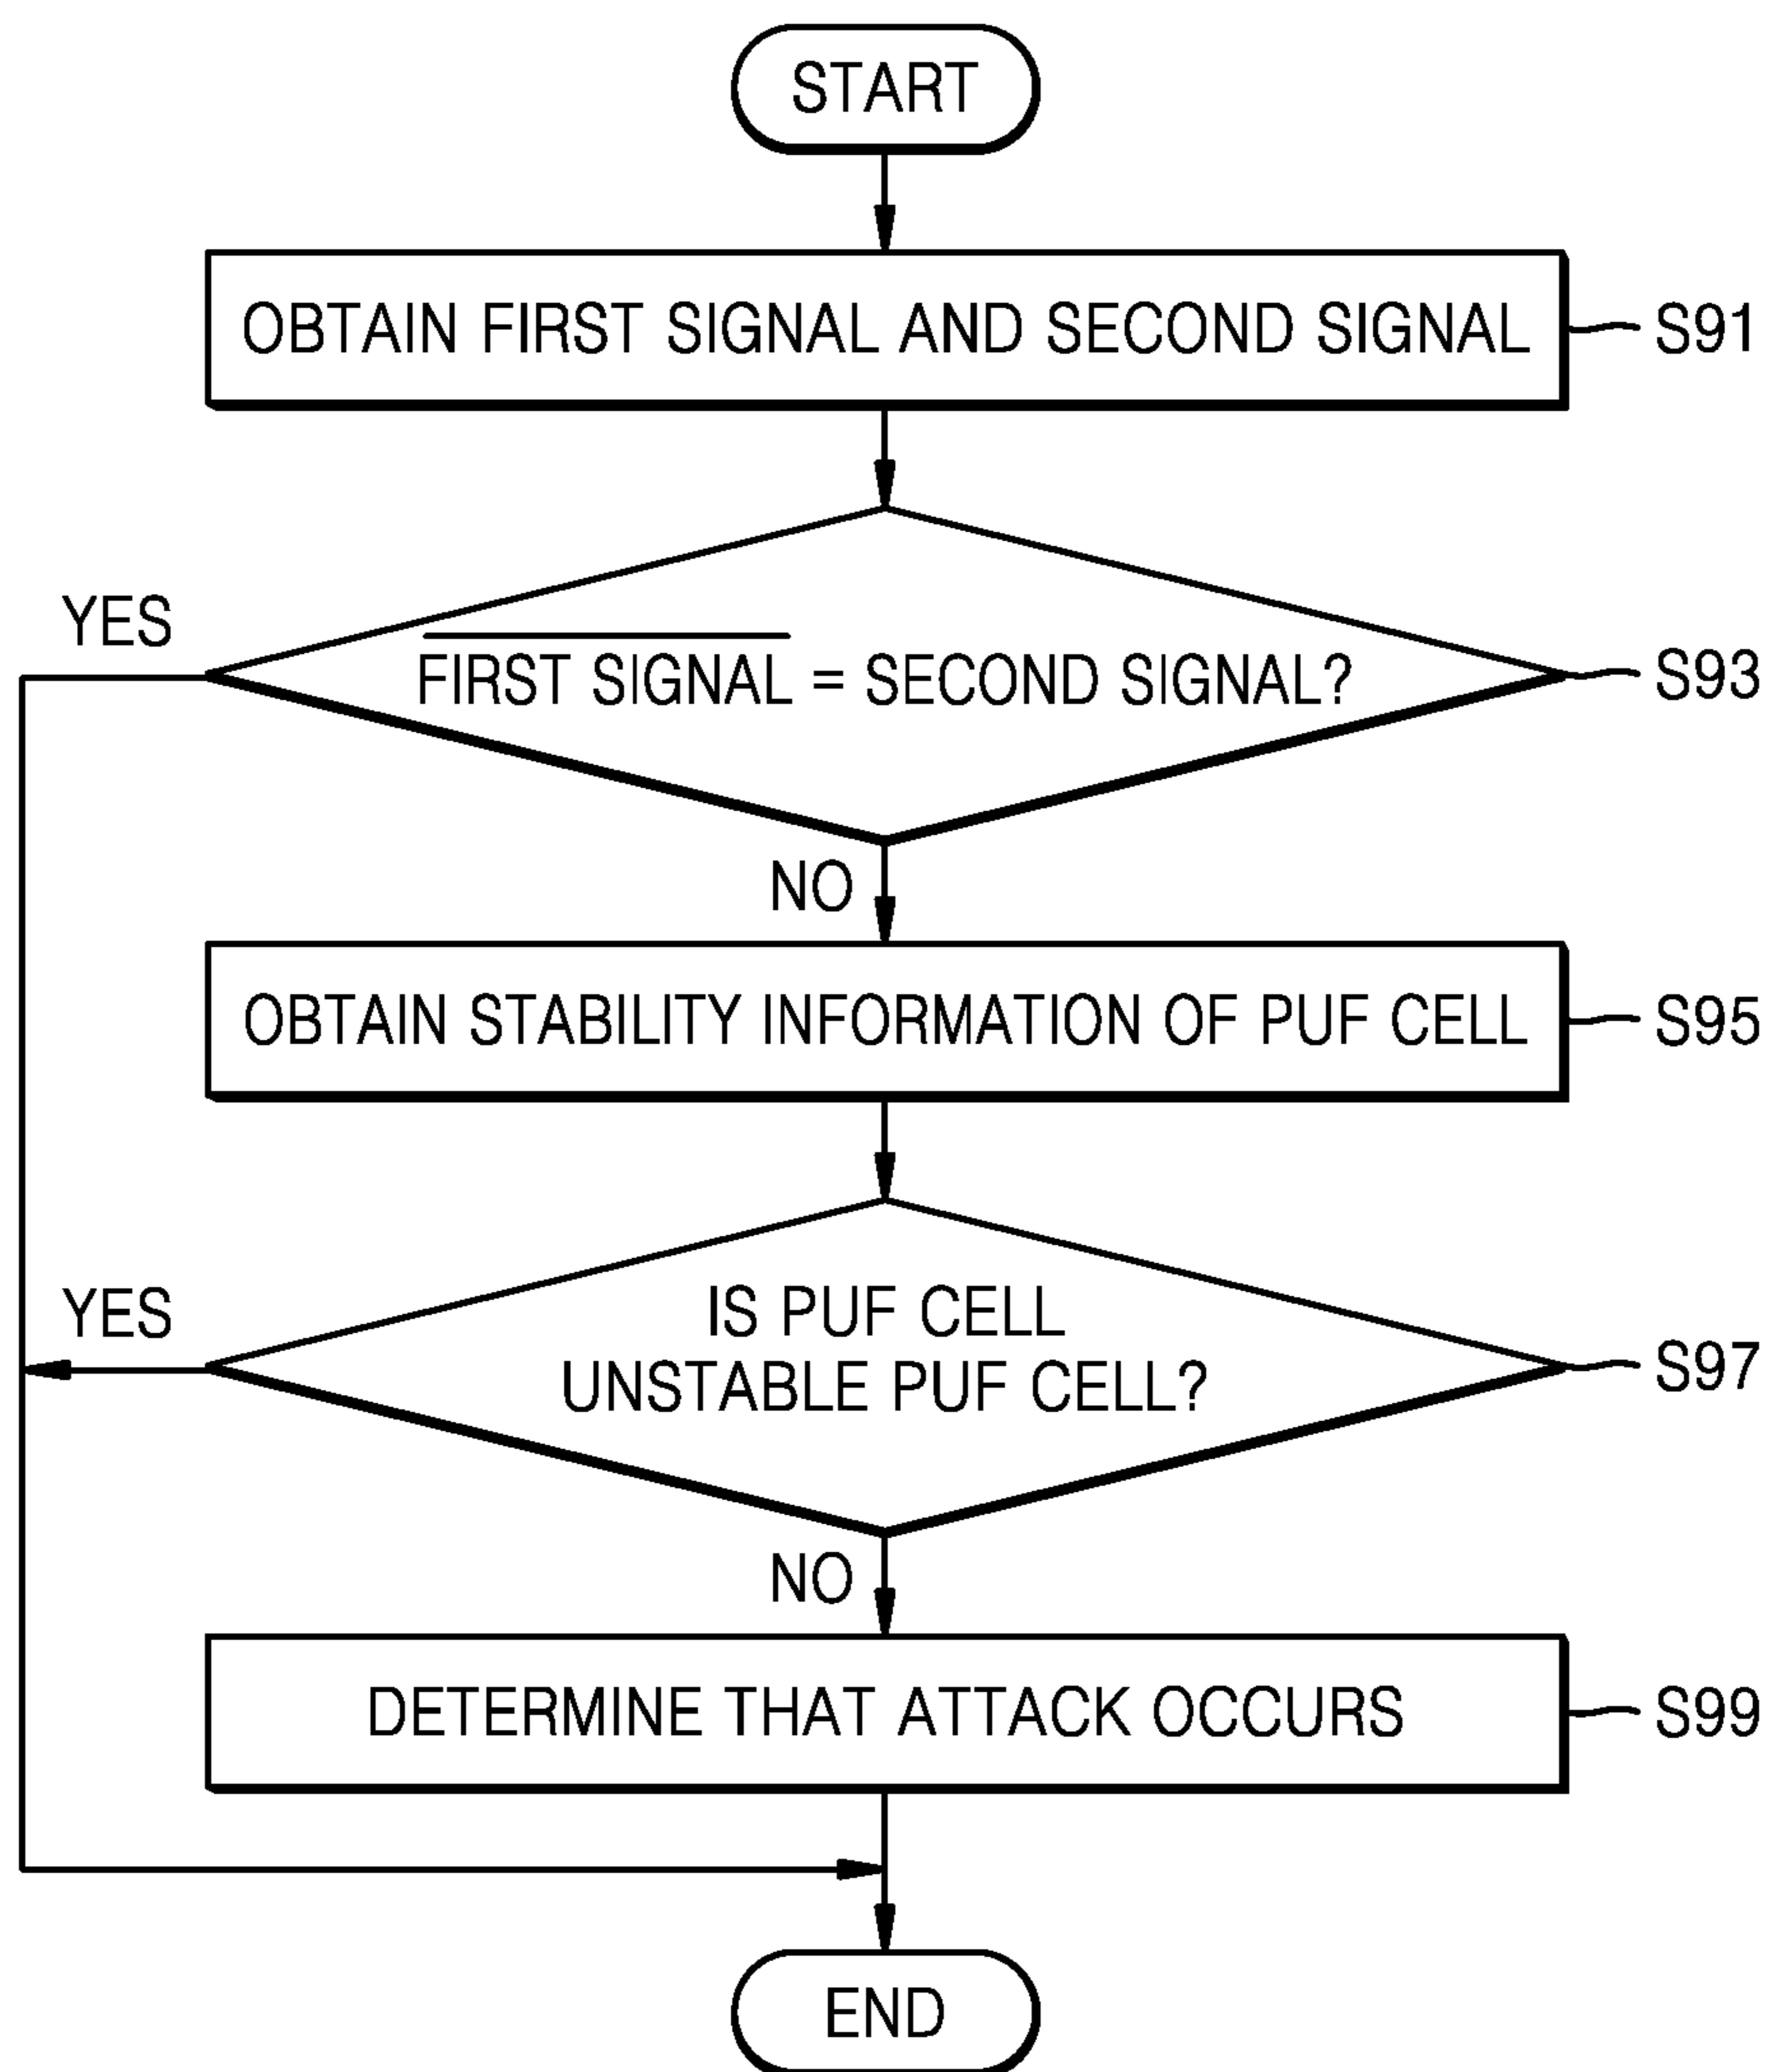 START
OBTAIN FIRST SIGNAL AND SECOND SIGNAL
S91
YES
FIRST SIGNAL = SECOND SIGNAL?
S93
NO
OBTAIN STABILITY INFORMATION OF PUF CELL
S95
YES
IS PUF CELL
UNSTABLE PUF CELL?
S97
NO
DETERMINE THAT ATTACK OCCURS
S99
END